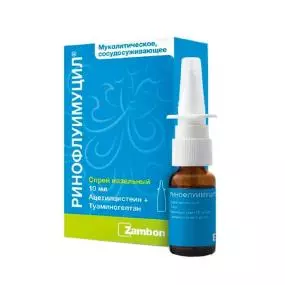 Муколитическое,
сосудосуживающее
РИНОФЛУИМУЦИЛ®
Спрей назальный
10 мл
Ацетилцистеин +
Туаминогептан
Zambon
РИНОФЛУИМУЦИЛ